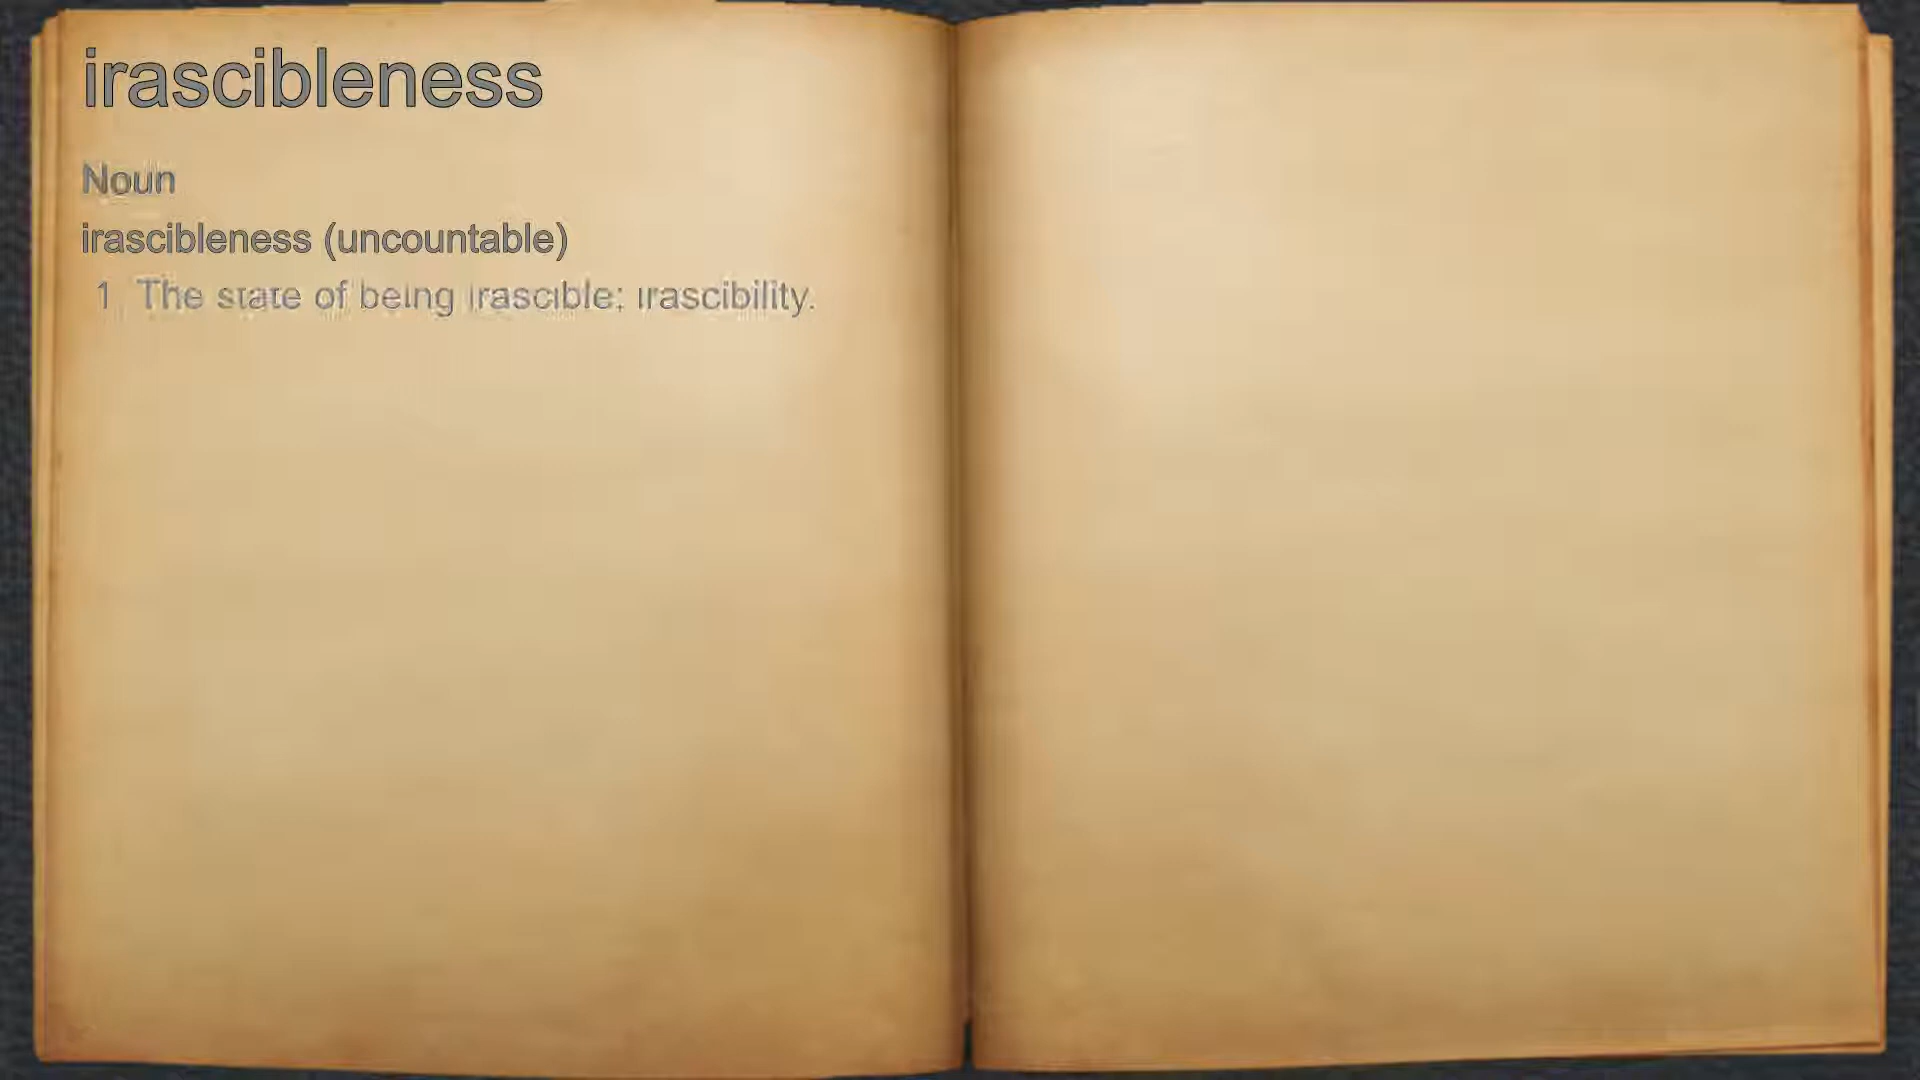 irascibleness
Noun
irascibleness (uncountable)
1. The state of being irascible; irascibility.